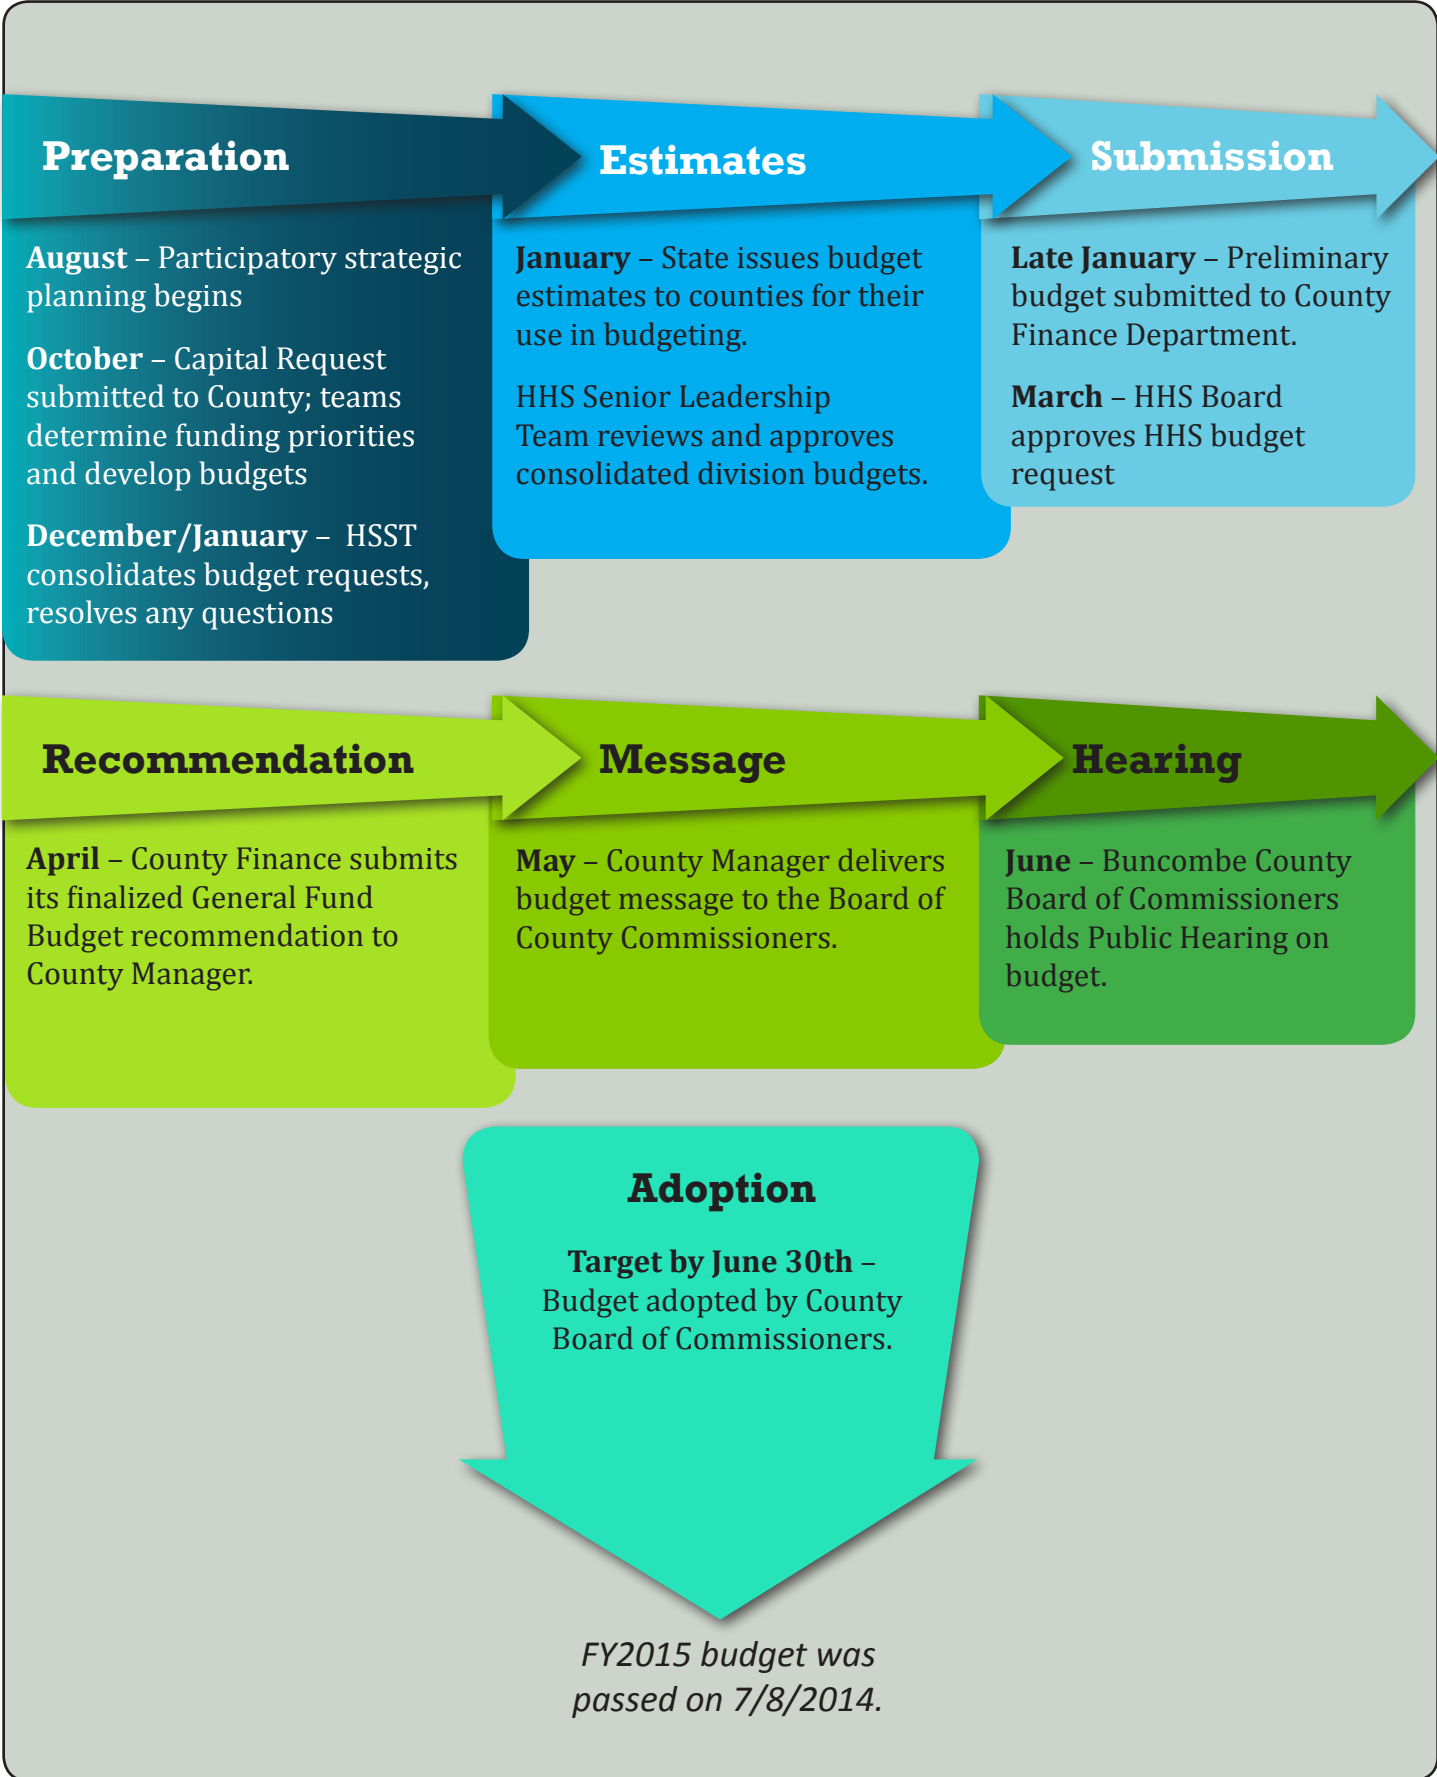 Preparation
August – Participatory strategic
planning begins
October – Capital Request
submitted to County; teams
determine funding priorities
and develop budgets
December/January – HSST
consolidates budget requests,
resolves any questions
Estimates
January – State issues budget
estimates to counties for their
use in budgeting.
HHS Senior Leadership
Team reviews and approves
consolidated division budgets.
Submission
Late January – Preliminary
budget submitted to County
Finance Department.
March – HHS Board
approves HHS budget
request
Recommendation
April – County Finance submits
its finalized General Fund
Budget recommendation to
County Manager.
Message
May – County Manager delivers
budget message to the Board of
County Commissioners.
Hearing
June – Buncombe County
Board of Commissioners
holds Public Hearing on
budget.
Adoption
Target by June 30th –
Budget adopted by County
Board of Commissioners.
FY2015 budget was
passed on 7/8/2014.